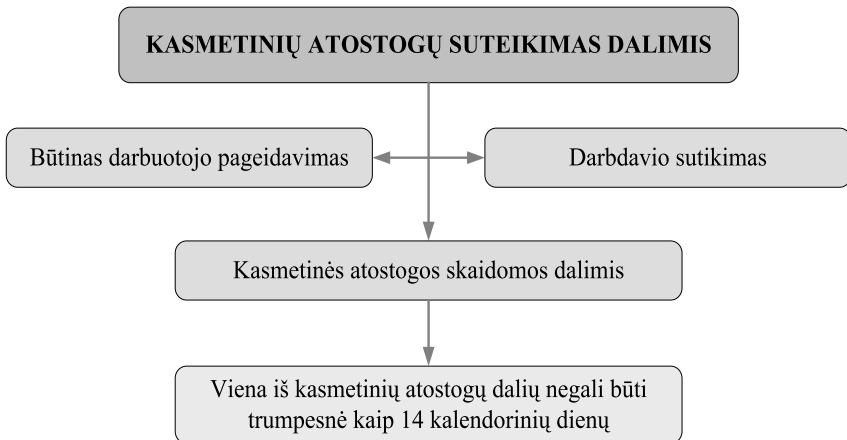 KASMETINIŲ ATOSTOGŲ SUTEIKIMAS DALIMIS
Būtinas darbuotojo pageidavimas
Darbdavio sutikimas
Kasmetinės atostogos skaidomos dalimis
Viena iš kasmetinių atostogų dalių negali būti
trumpesnė kaip 14 kalendorinių dienų